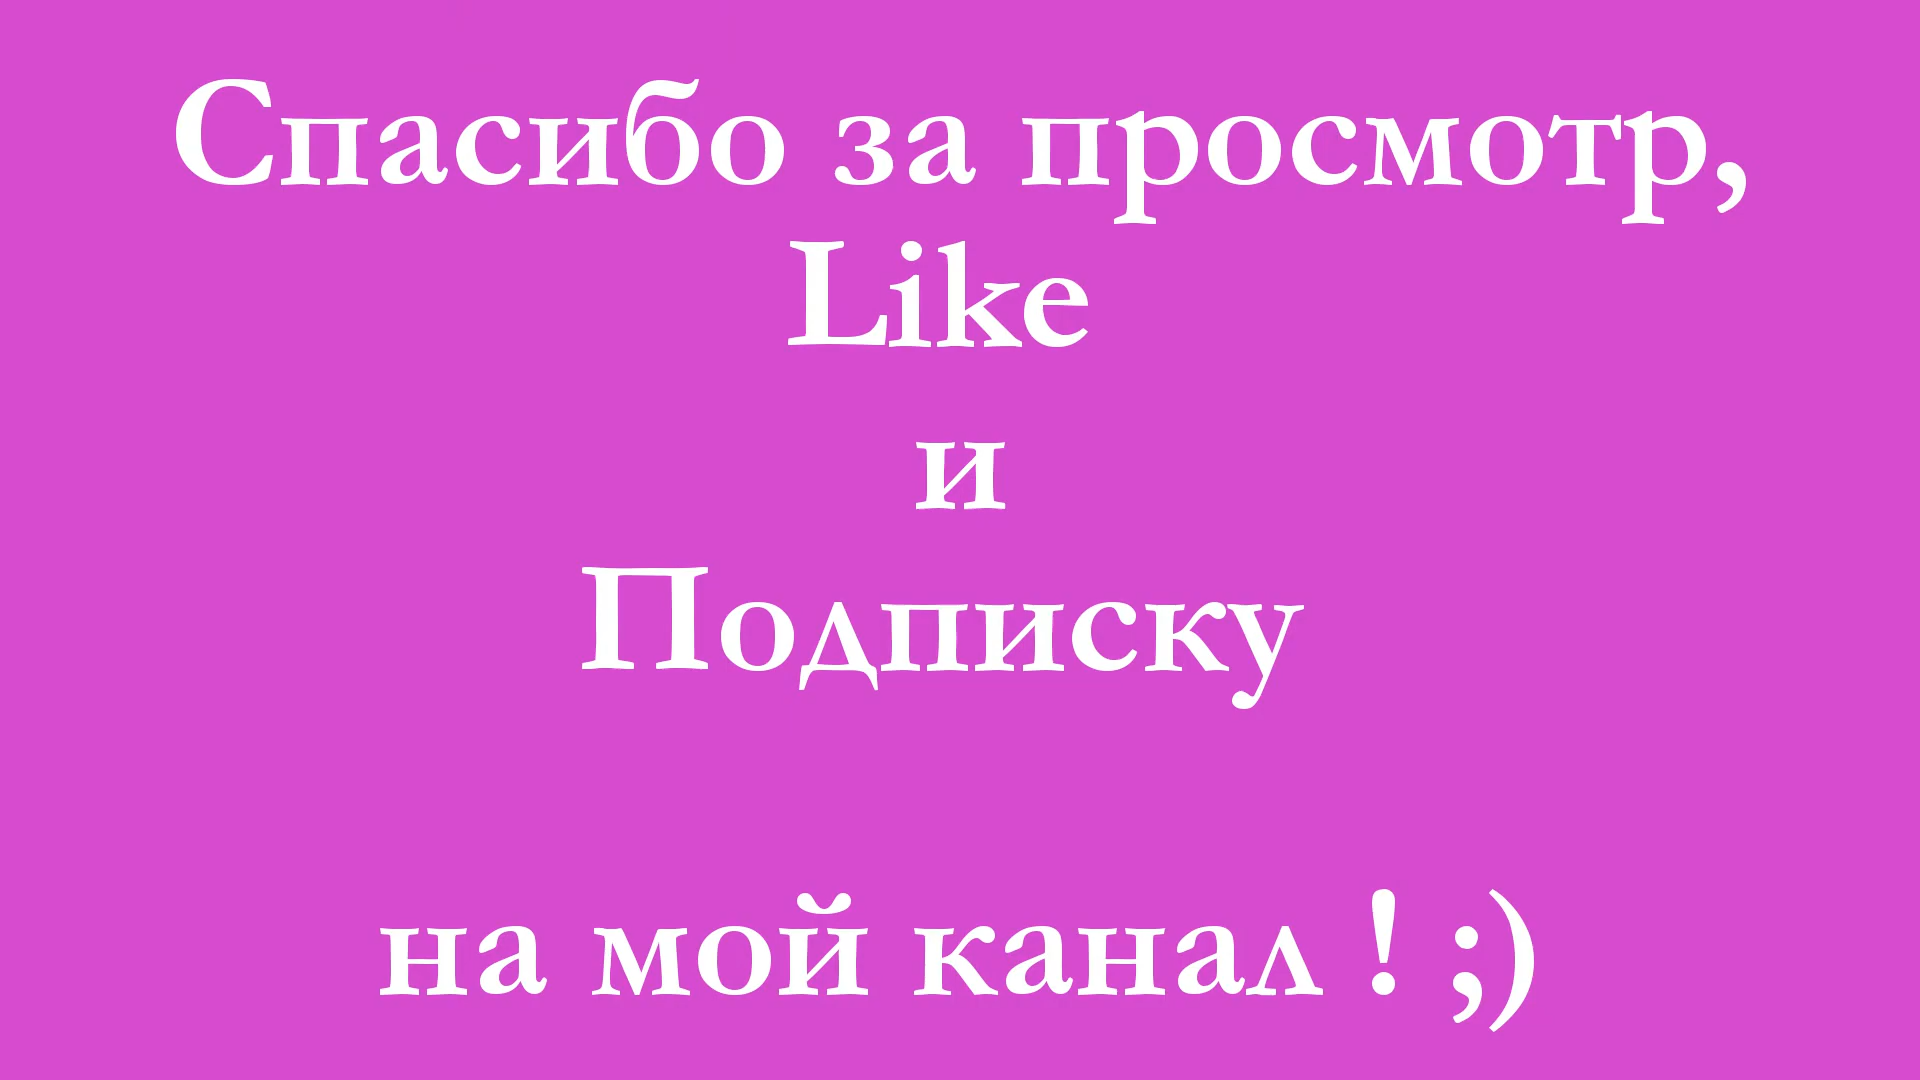 Спасибо за просмотр,
Like
и
Подписку
на мой канал ! ;)